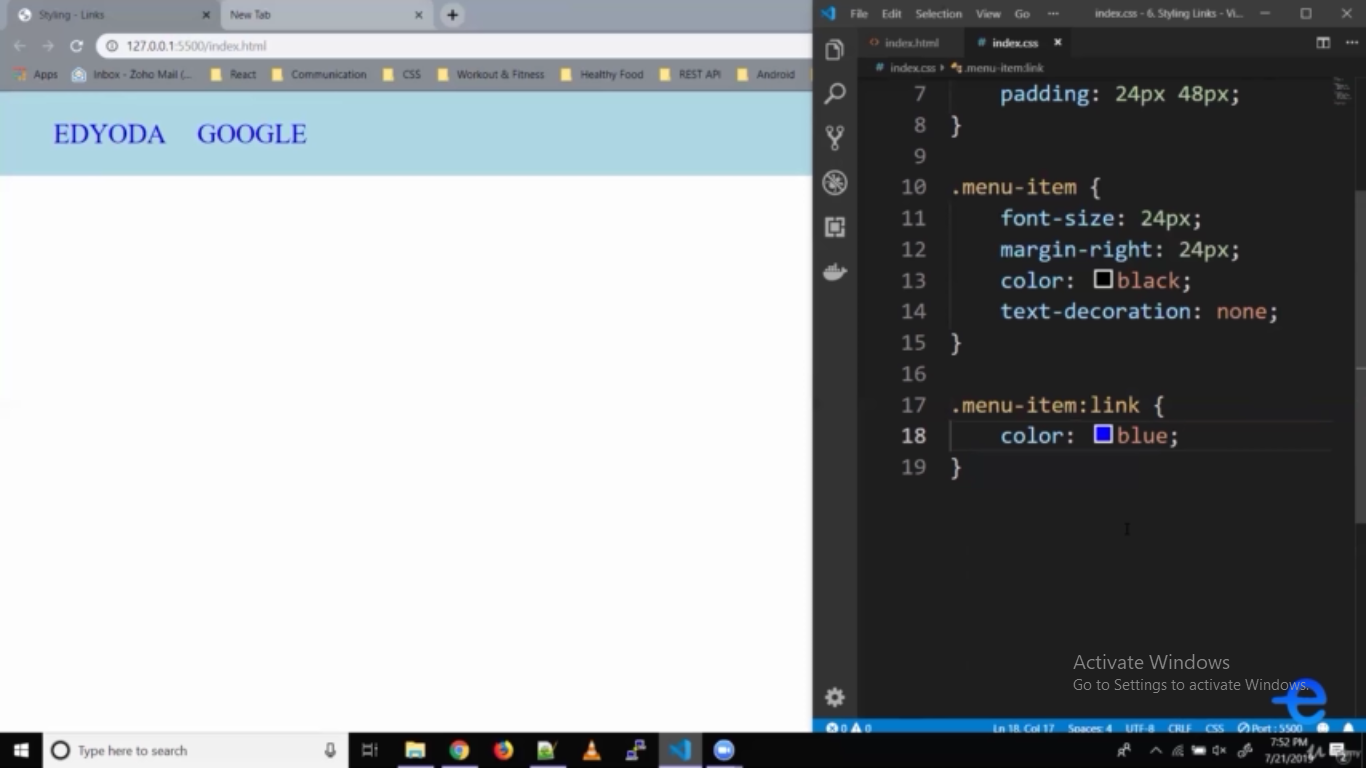 Styling - Links
New Tab
127.0.0.1:5500/index.html
Apps Inbox - Zoho Mail (... React Communication CSS Workout & Fitness Healthy Food REST API Android
EDYODA GOOGLE
File Edit Selection View Go ··· index.css - 6. Styling Links - Vi...
index.html index.css
# index.css › .menu-item:link
7 padding: 24px 48px;
8 }
9
10 .menu-item {
11 font-size: 24px;
12 margin-right: 24px;
13 color: black;
14 text-decoration: none;
15 }
16
17 .menu-item:link {
18 color: blue;
19 }
Activate Windows
Go to Settings to activate Windows.
0 0 Ln 18, Col 17 Spaces: 4 UTF-8 CRLF CSS Port : 5500
Type here to search
7:52 PM